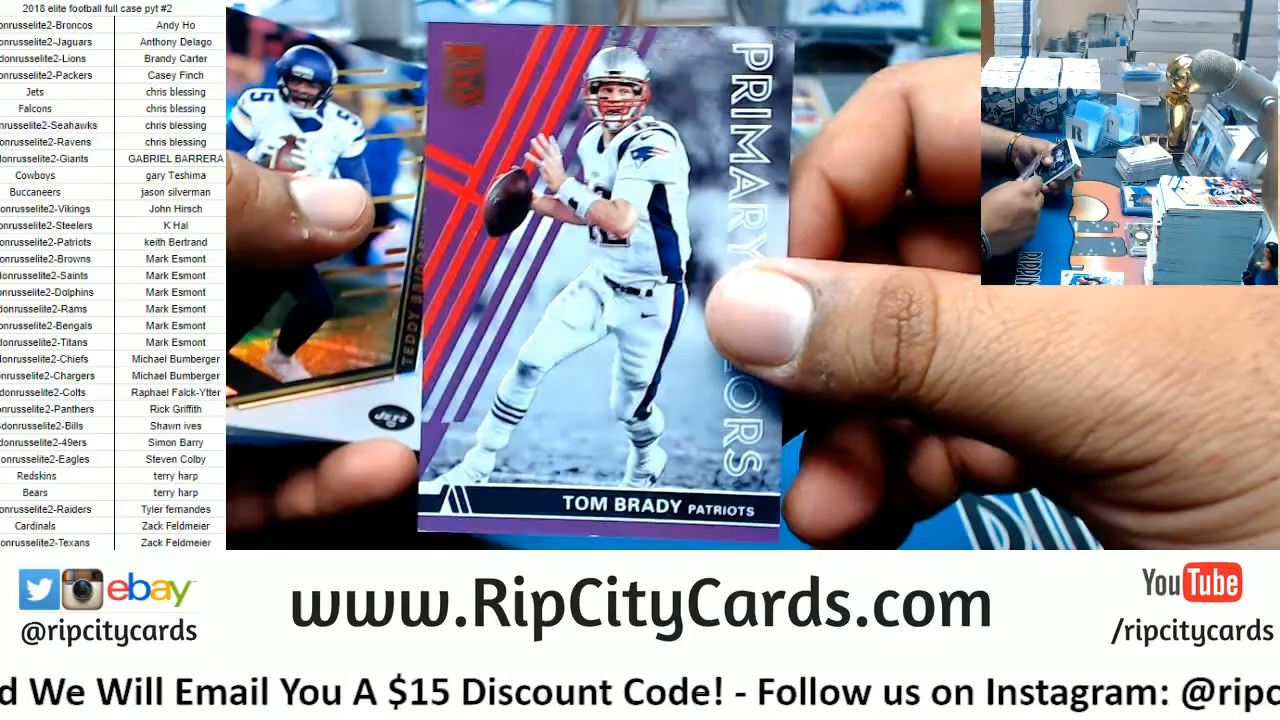 2018 elite football full case pyt #2
onrusselite2-Broncos Andy Ho
donrusselite2-Jaguars Anthony Delago
donrusselite2-Lions Brandy Carter
onrusselite2-Packers Casey Finch
Jets chris blessing
Falcons chris blessing
nrusselite2-Seahawks chris blessing
onrusselite2-Ravens chris blessing
donrusselite2-Giants GABRIEL BARRERA
Cowboys gary Teshima
Buccaneers jason silverman
onrusselite2-Vikings John Hirsch
onrusselite2-Steelers K Hal
onrusselite2-Patriots keith Bertrand
onrusselite2-Browns Mark Esmont
onrusselite2-Saints Mark Esmont
onrusselite2-Dolphins Mark Esmont
donrusselite2-Rams Mark Esmont
onrusselite2-Bengals Mark Esmont
donrusselite2-Titans Mark Esmont
onrusselite2-Chiefs Michael Bumberger
nrusselite2-Chargers Michael Bumberger
donrusselite2-Colts Raphael Falck-Ytter
onrusselite2-Panthers Rick Griffith
donrusselite2-Bills Shawn ives
donrusselite2-49ers Simon Barry
onrusselite2-Eagles Steven Colby
Redskins terry harp
Bears terry harp
onrusselite2-Raiders Tyler fernandes
Cardinals Zack Feldmeier
onrusselite2-Texans Zack Feldmeier
5
TEDDY
JETS
ELITE
PRIMARY
ORS
12
TOM BRADY PATRIOTS
R P
RIPPIN
ebay
@ripcitycards
www.RipCityCards.com
YouTube
/ripcitycards
d We Will Email You A $15 Discount Code! - Follow us on Instagram: @ripc